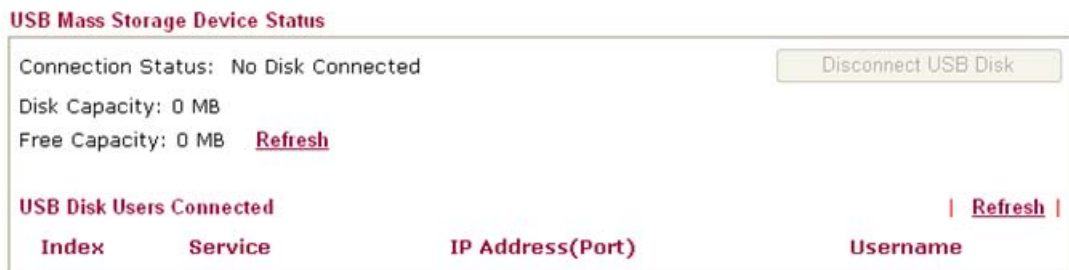 USB Mass Storage Device Status
Connection Status: No Disk Connected Disconnect USB Disk
Disk Capacity: 0 MB
Free Capacity: 0 MB Refresh
USB Disk Users Connected | Refresh |
Index Service IP Address(Port) Username